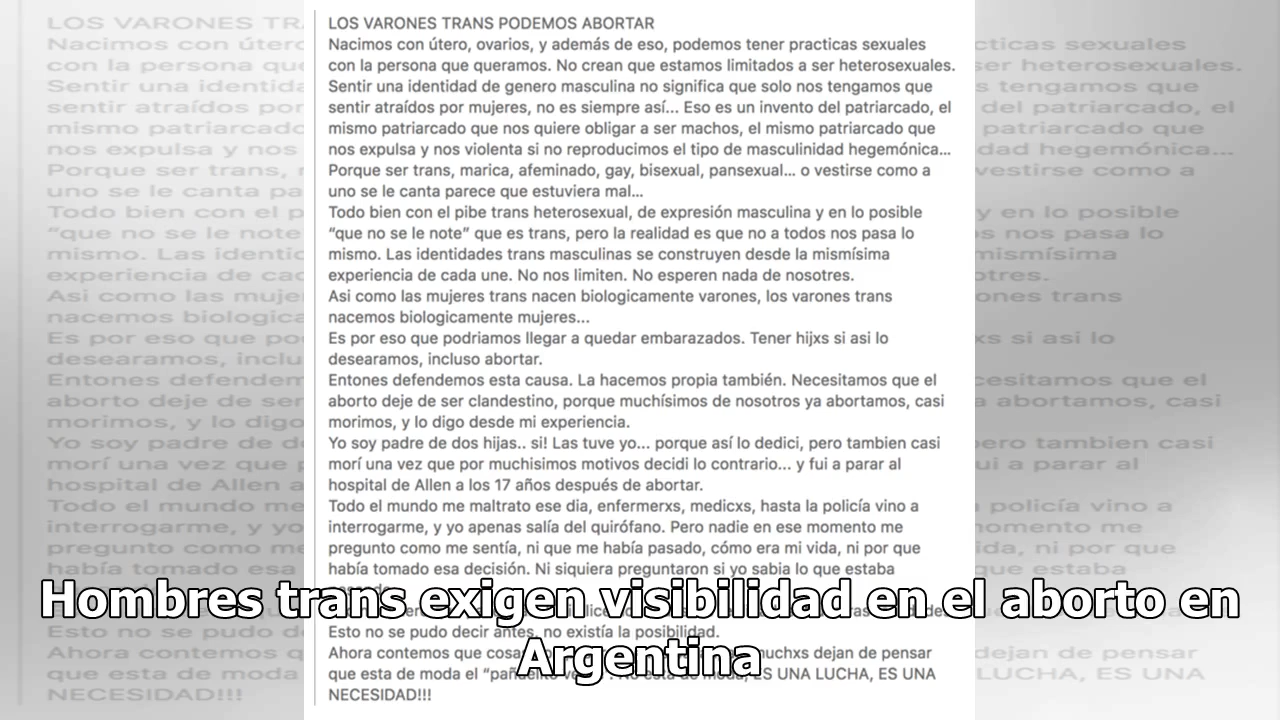 LOS VARONES TRANS PODEMOS ABORTAR
Nacimos con útero, ovarios, y además de eso, podemos tener practicas sexuales
con la persona que queramos. No crean que estamos limitados a ser heterosexuales.
Sentir una identidad de genero masculina no significa que solo nos tengamos que
sentir atraídos por mujeres, no es siempre así... Eso es un invento del patriarcado, el
mismo patriarcado que nos quiere obligar a ser machos, el mismo patriarcado que
nos expulsa y nos violenta si no reproducimos el tipo de masculinidad hegemónica...
Porque ser trans, marica, afeminado, gay, bisexual, pansexual... o vestirse como a
uno se le canta parece que estuviera mal...
Todo bien con el pibe trans heterosexual, de expresión masculina y en lo posible
“que no se le note” que es trans, pero la realidad es que no a todos nos pasa lo
mismo. Las identidades trans masculinas se construyen desde la mismísima
experiencia de cada une. No nos limiten. No esperen nada de nosotres.
Asi como las mujeres trans nacen biologicamente varones, los varones trans
nacemos biologicamente mujeres...
Es por eso que podriamos llegar a quedar embarazados. Tener hijxs si asi lo
desearamos, incluso abortar.
Entones defendemos esta causa. La hacemos propia también. Necesitamos que el
aborto deje de ser clandestino, porque muchísimos de nosotros ya abortamos, casi
morimos, y lo digo desde mi experiencia.
Yo soy padre de dos hijas.. si! Las tuve yo... porque así lo dedici, pero tambien casi
morí una vez que por muchisimos motivos decidi lo contrario... y fui a parar al
hospital de Allen a los 17 años después de abortar.
Todo el mundo me maltrato ese dia, enfermerxs, medicxs, hasta la policía vino a
interrogarme, y yo apenas salía del quirófano. Pero nadie en ese momento me
pregunto como me sentía, ni que me había pasado, cómo era mi vida, ni por que
había tomado esa decisión. Ni siquiera preguntaron si yo sabia lo que estaba
Hombres trans exigen visibilidad en el aborto en
Argentina
Esto no se pudo decir antes, no existía la posibilidad.
Ahora contemos que muchxs dejan de pensar
que esta de moda el ES UNA LUCHA, ES UNA
NECESIDAD!!!